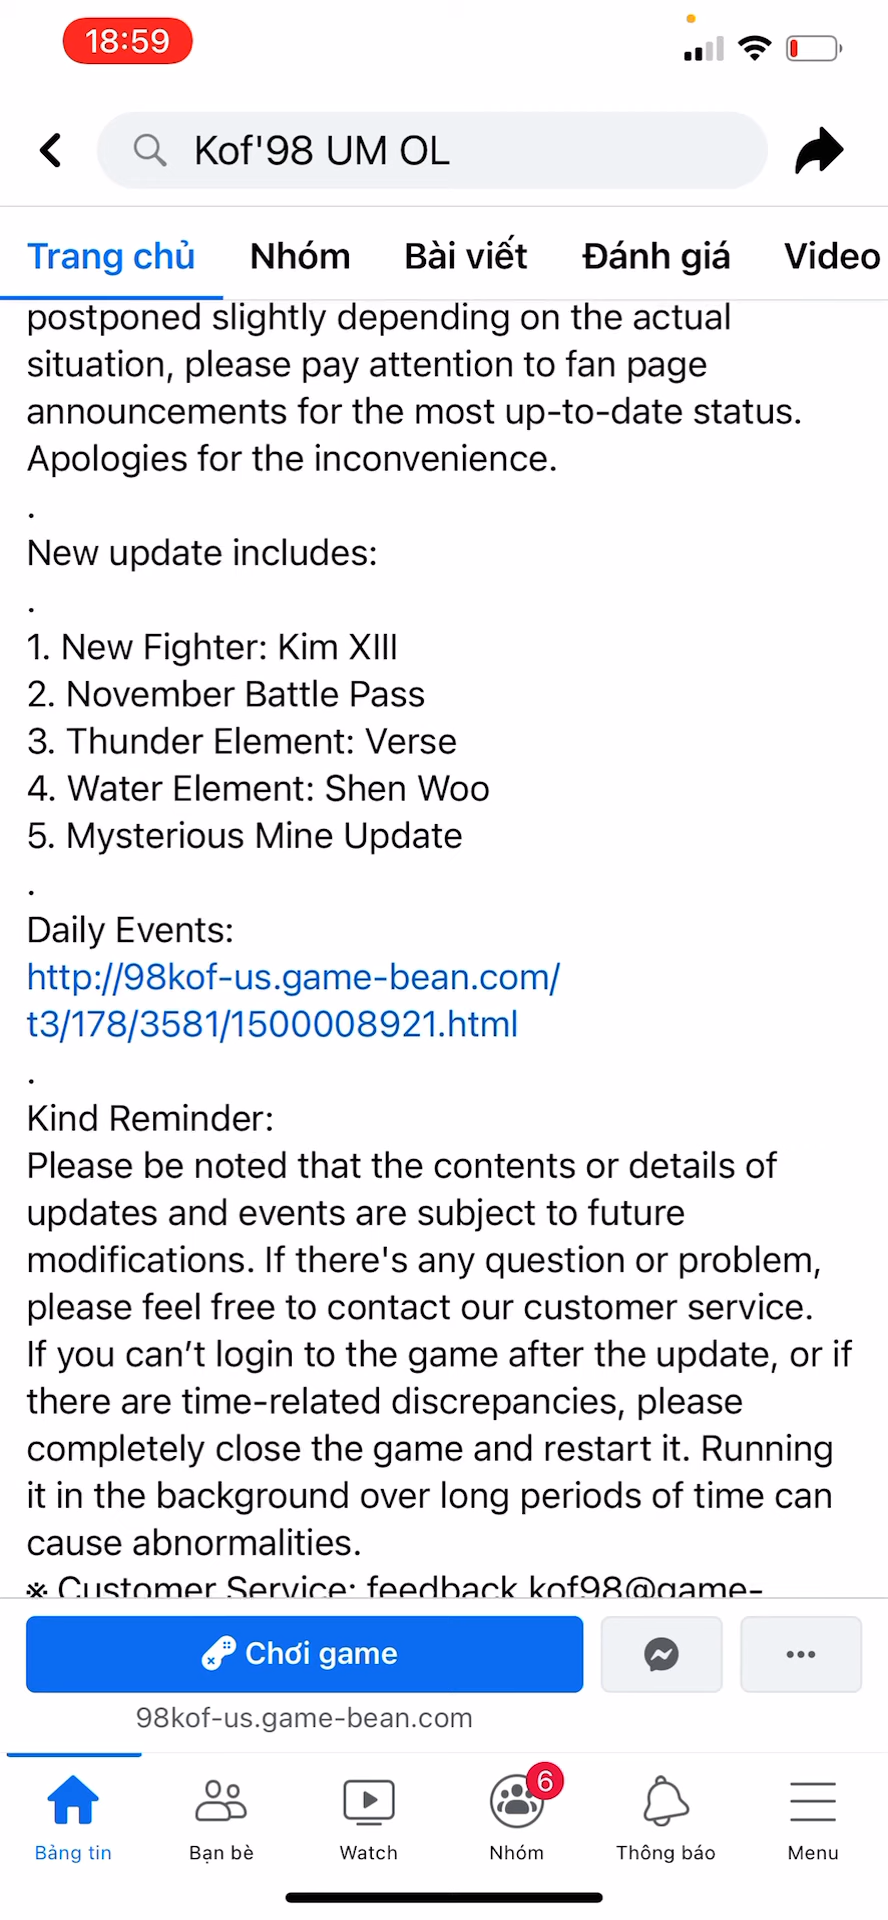 18:59
Kof'98 UM OL
Trang chủ Nhóm Bài viết Đánh giá Video
postponed slightly depending on the actual
situation, please pay attention to fan page
announcements for the most up-to-date status.
Apologies for the inconvenience.
.
New update includes:
.
1. New Fighter: Kim XIII
2. November Battle Pass
3. Thunder Element: Verse
4. Water Element: Shen Woo
5. Mysterious Mine Update
.
Daily Events:
http://98kof-us.game-bean.com/
t3/178/3581/1500008921.html
.
Kind Reminder:
Please be noted that the contents or details of
updates and events are subject to future
modifications. If there's any question or problem,
please feel free to contact our customer service.
If you can’t login to the game after the update, or if
there are time-related discrepancies, please
completely close the game and restart it. Running
it in the background over long periods of time can
cause abnormalities.
※ Customer Service: feedback.kof98@game-
Chơi game
98kof-us.game-bean.com
6
Bảng tin Bạn bè Watch Nhóm Thông báo Menu